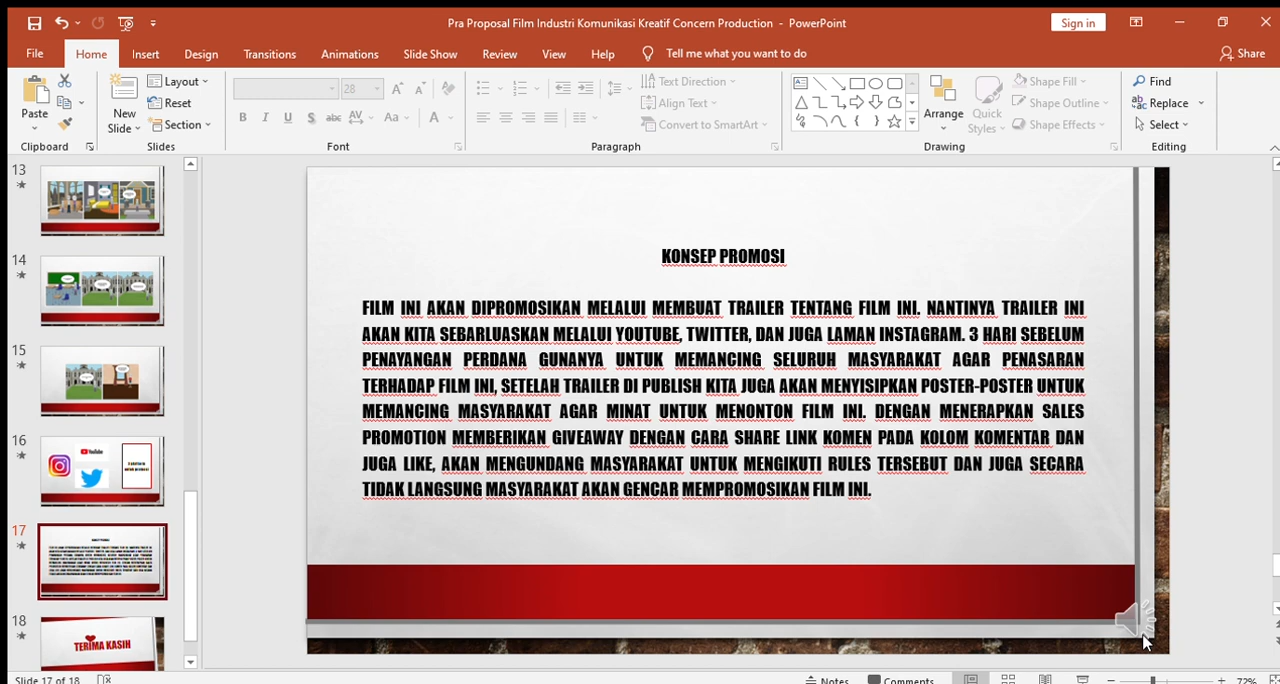 Pra Proposal Film Industri Komunikasi Kreatif Concern Production - PowerPoint
Sign in
File Home Insert Design Transitions Animations Slide Show Review View Help Tell me what you want to do Share
Paste
Clipboard
New Slide
Layout
Reset
Section
Slides
28
B I U S abc AV Aa A
Font
Text Direction
Align Text
Convert to SmartArt
Paragraph
Arrange
Quick Styles
Shape Fill
Shape Outline
Shape Effects
Drawing
Find
Replace
Select
Editing
13
14
15
16
YouTube
17
18
TERIMA KASIH
KONSEP PROMOSI
FILM INI AKAN DIPROMOSIKAN MELALUI MEMBUAT TRAILER TENTANG FILM INI. NANTINYA TRAILER INI
AKAN KITA SEBARLUASKAN MELALUI YOUTUBE, TWITTER, DAN JUGA LAMAN INSTAGRAM. 3 HARI SEBELUM
PENAYANGAN PERDANA GUNANYA UNTUK MEMANCING SELURUH MASYARAKAT AGAR PENASARAN
TERHADAP FILM INI, SETELAH TRAILER DI PUBLISH KITA JUGA AKAN MENYISIPKAN POSTER-POSTER UNTUK
MEMANCING MASYARAKAT AGAR MINAT UNTUK MENONTON FILM INI. DENGAN MENERAPKAN SALES
PROMOTION MEMBERIKAN GIVEAWAY DENGAN CARA SHARE LINK KOMEN PADA KOLOM KOMENTAR DAN
JUGA LIKE, AKAN MENGUNDANG MASYARAKAT UNTUK MENGIKUTI RULES TERSEBUT DAN JUGA SECARA
TIDAK LANGSUNG MASYARAKAT AKAN GENCAR MEMPROMOSIKAN FILM INI.
Slide 17 of 18
Notes
Comments
72%